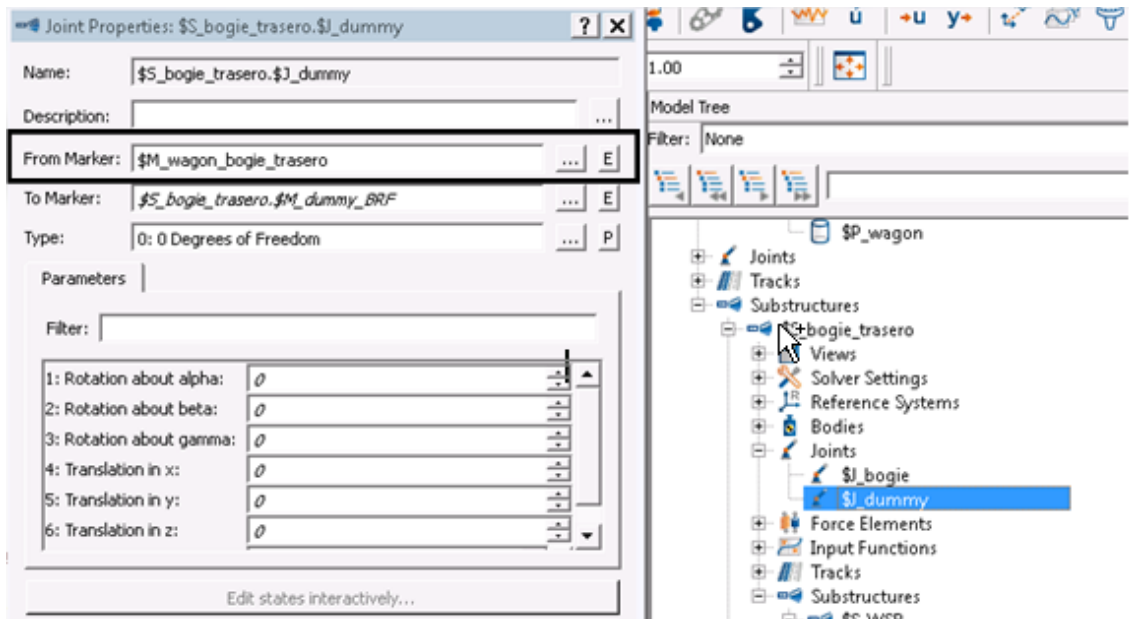 Joint Properties: $S_bogie_trasero.$J_dummy
? X
Name: $S_bogie_trasero.$J_dummy
Description: ...
From Marker: $M_wagon_bogie_trasero ... E
To Marker: $S_bogie_trasero.$M_dummy_BRF ... E
Type: 0: 0 Degrees of Freedom ... P
Parameters
Filter:
1: Rotation about alpha: 0
2: Rotation about beta: 0
3: Rotation about gamma: 0
4: Translation in x: 0
5: Translation in y: 0
6: Translation in z: 0
Edit states interactively...
1.00
Model Tree
Filter: None
$P_wagon
Joints
Tracks
Substructures
bogie_trasero
Views
Solver Settings
Reference Systems
Bodies
Joints
$J_bogie
$J_dummy
Force Elements
Input Functions
Tracks
Substructures